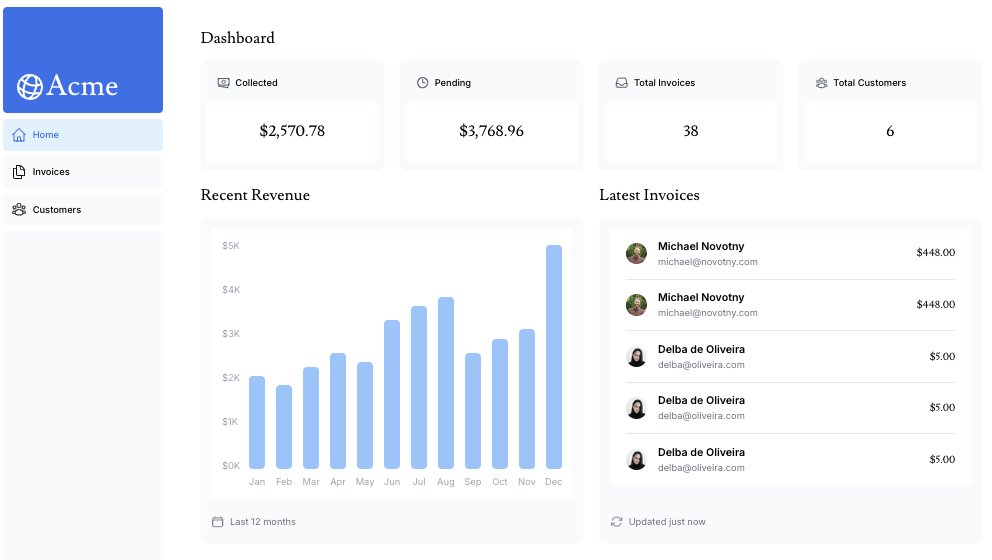 Acme
Home
Invoices
Customers
Dashboard
Collected
$2,570.78
Pending
$3,768.96
Total Invoices
38
Total Customers
6
Recent Revenue
$5K
$4K
$3K
$2K
$1K
$0K
Jan Feb Mar Apr May Jun Jul Aug Sep Oct Nov Dec
Last 12 months
Latest Invoices
Michael Novotny
michael@novotny.com
$448.00
Michael Novotny
michael@novotny.com
$448.00
Delba de Oliveira
delba@oliveira.com
$5.00
Delba de Oliveira
delba@oliveira.com
$5.00
Delba de Oliveira
delba@oliveira.com
$5.00
Updated just now